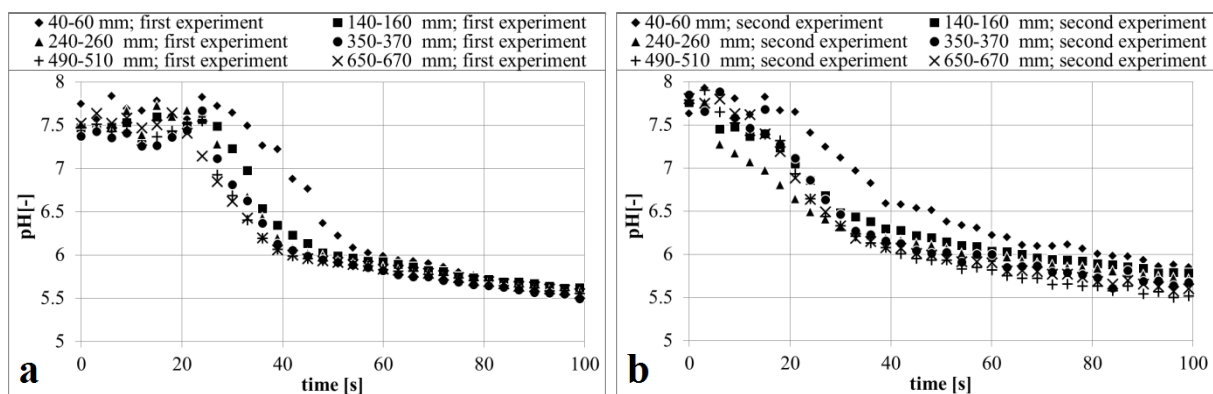 ◆ 40-60 mm; first experiment ■ 140-160 mm; first experiment
▲ 240-260 mm; first experiment ● 350-370 mm; first experiment
+ 490-510 mm; first experiment × 650-670 mm; first experiment
8
7.5
7
6.5
6
5.5
5
pH[-]
0 20 40 60 80 100
time [s]
a
◆ 40-60 mm; second experiment ■ 140-160 mm; second experiment
▲ 240-260 mm; second experiment ● 350-370 mm; second experiment
+ 490-510 mm; second experiment × 650-670 mm; second experiment
8
7.5
7
6.5
6
5.5
5
pH[-]
0 20 40 60 80 100
time [s]
b